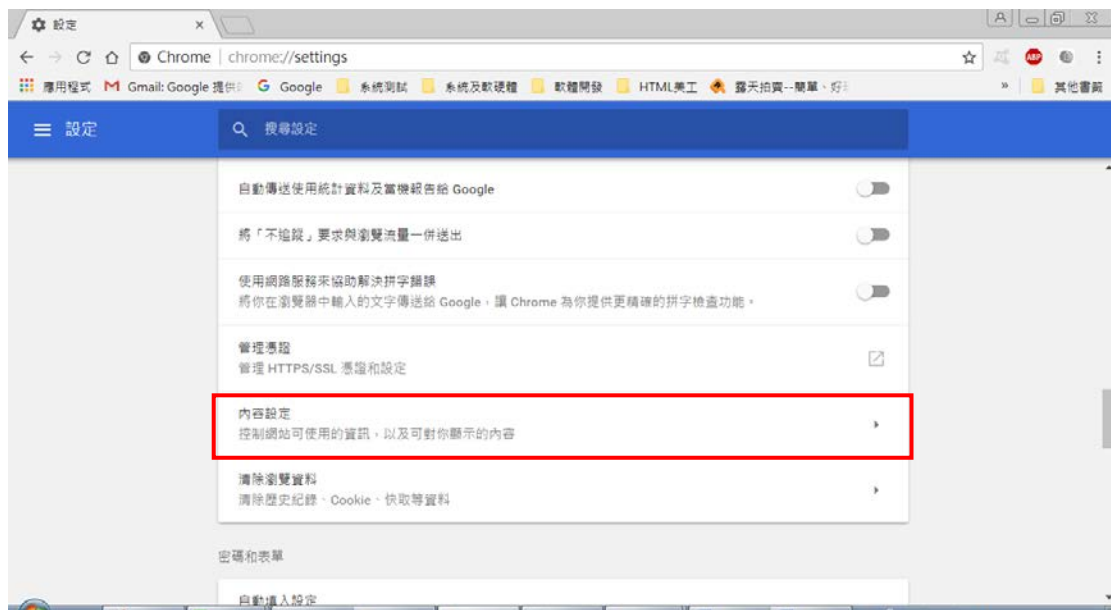 設定
Chrome | chrome://settings
ABP
應用程式 Gmail: Google 提供 Google 系統測試 系統及軟硬體 軟體開發 HTML美工 露天拍賣--簡單、好 » 其他書籤
設定 搜尋設定
自動傳送使用統計資料及當機報告給 Google
將「不追蹤」要求與瀏覽流量一併送出
使用網路服務來協助解決拼字錯誤
將你在瀏覽器中輸入的文字傳送給 Google，讓 Chrome 為你提供更精確的拼字檢查功能。
管理憑證
管理 HTTPS/SSL 憑證和設定
內容設定
控制網站可使用的資訊，以及可對你顯示的內容
清除瀏覽資料
清除歷史紀錄、Cookie、快取等資料
密碼和表單
自動填入設定